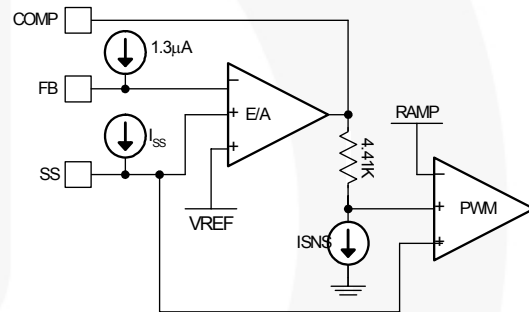 COMP
1.3µA
FB
E/A
RAMP
I_SS
4.41K
SS
PWM
VREF
ISNS